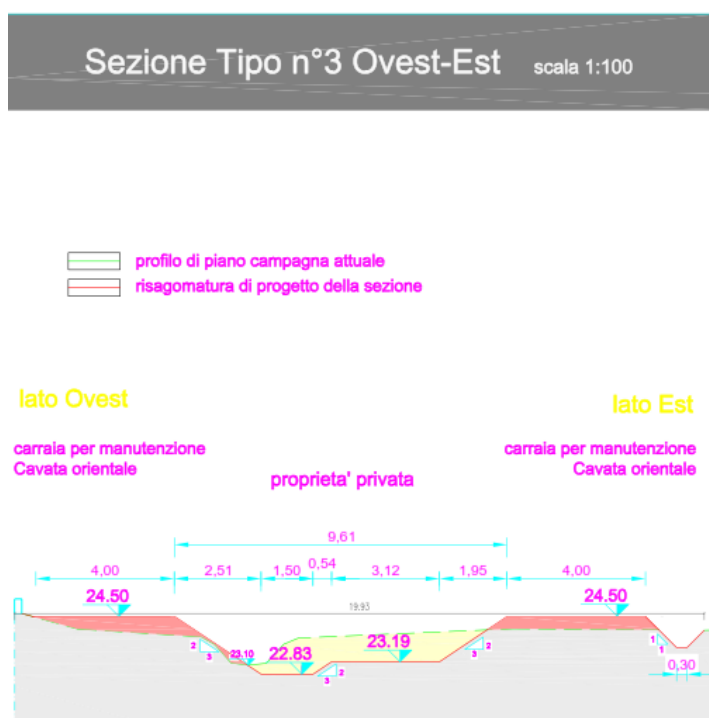 Sezione Tipo n°3 Ovest-Est scala 1:100
profilo di piano campagna attuale
risagomatura di progetto della sezione
lato Ovest
lato Est
carraia per manutenzione
Cavata orientale
carraia per manutenzione
Cavata orientale
proprieta' privata
9,61
4,00 2,51 1,50 0,54 3,12 1,95 4,00
24.50 24.50
19,93
2 3 23.10 22.83 3 2 23.19 3 2 1 1
0,30